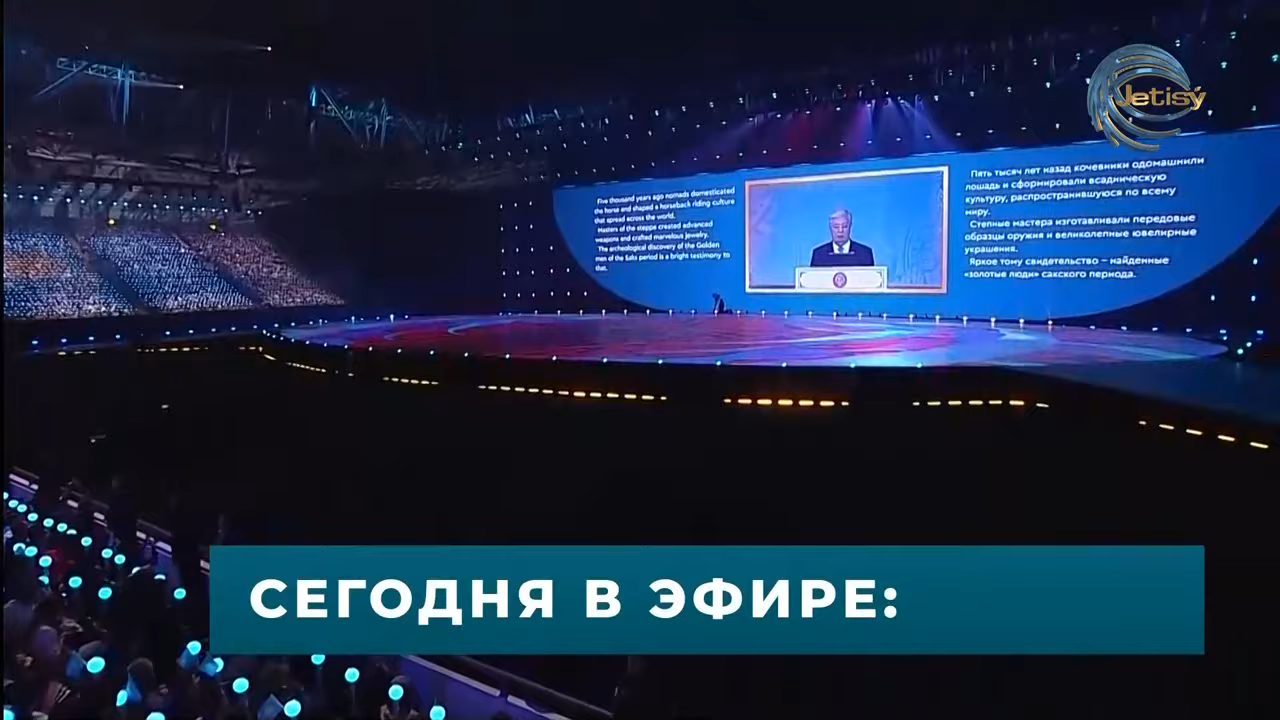 Jetisý
Five thousand years ago nomads domesticated
the horse and shaped a horseback riding culture
that spread across the world.
Masters of the steppe created advanced
weapons and crafted marvelous jewelry.
The archeological discovery of the Golden
men of the Saks period is a bright testimony to
that.
Пять тысяч лет назад кочевники одомашнили
лошадь и сформировали всадническую
культуру, распространившуюся по всему
миру.
Степные мастера изготавливали передовые
образцы оружия и великолепные ювелирные
украшения.
Яркое тому свидетельство – найденные
«золотые люди» сакского периода.
СЕГОДНЯ В ЭФИРЕ: